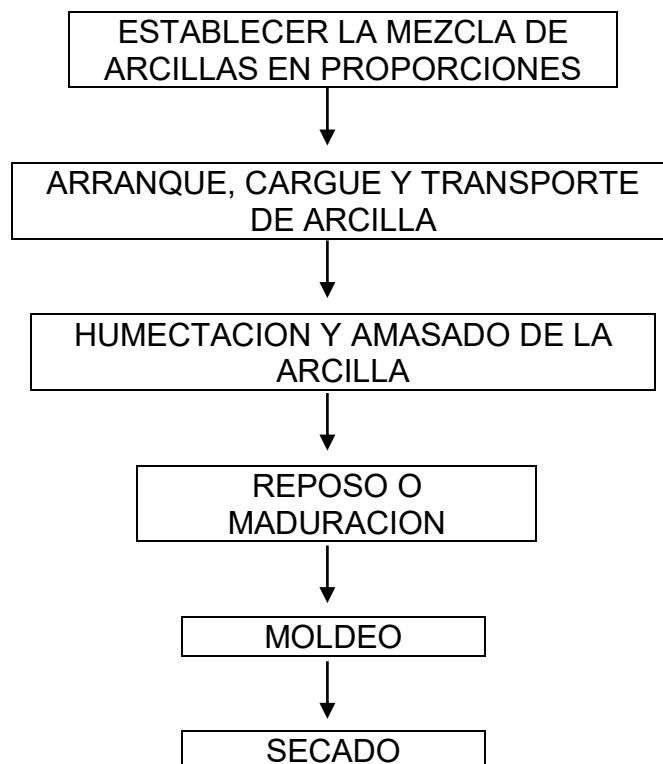 ESTABLECER LA MEZCLA DE
ARCILLAS EN PROPORCIONES
ARRANQUE, CARGUE Y TRANSPORTE
DE ARCILLA
HUMECTACION Y AMASADO DE LA
ARCILLA
REPOSO O
MADURACION
MOLDEO
SECADO